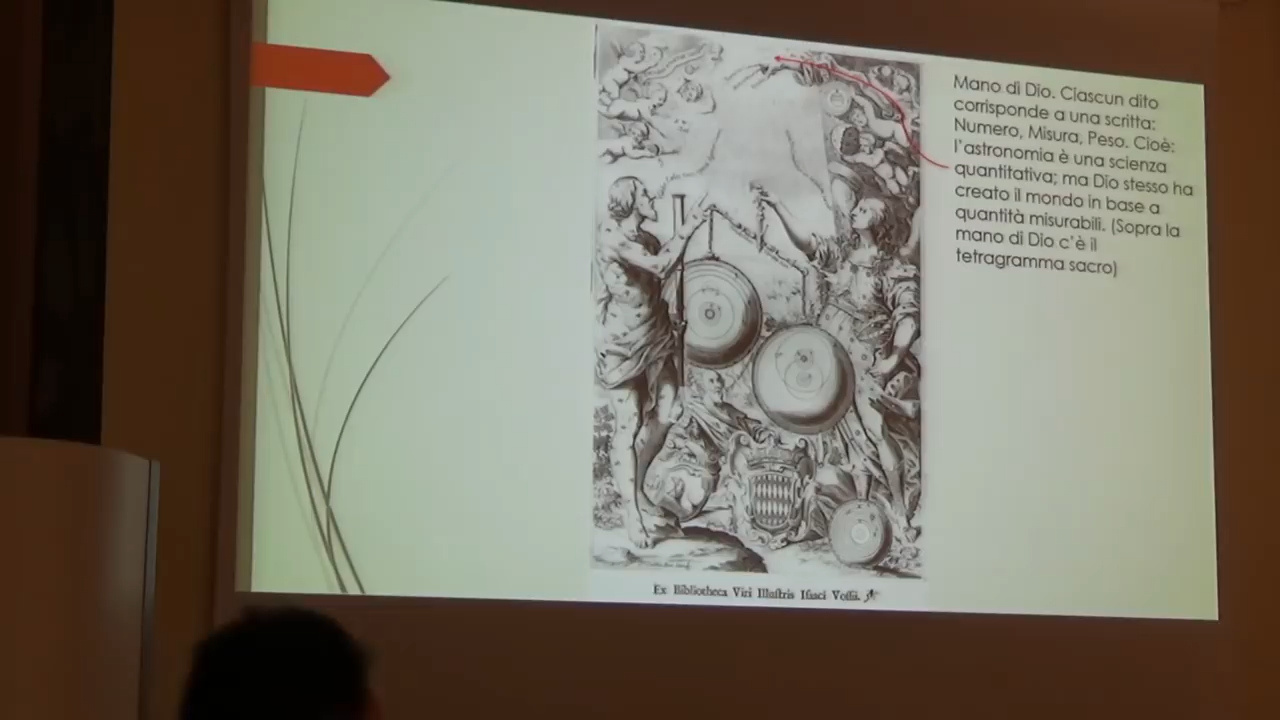 Mano di Dio. Ciascun dito
corrisponde a una scritta:
Numero, Misura, Peso. Cioè:
l'astronomia è una scienza
quantitativa; ma Dio stesso ha
creato il mondo in base a
quantità misurabili. (Sopra la
mano di Dio c'è il
tetragramma sacro)
Ex Bibliotheca Viri Illuſtris Iſaaci Voſſii.